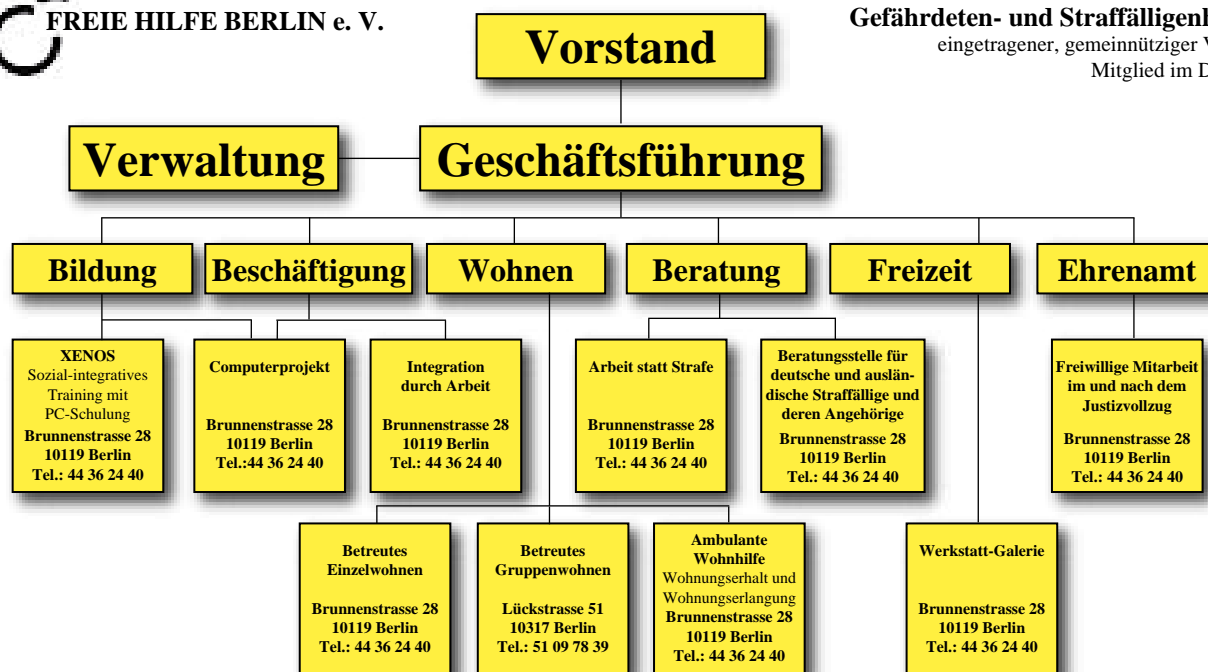 FREIE HILFE BERLIN e. V.
Gefährdeten- und
eingetragener, gemeinnütziger
Mitglied im
Vorstand
Verwaltung
Geschäftsführung
Bildung
Beschäftigung
Wohnen
Beratung
Freizeit
Ehrenamt
XENOS
Sozial-integratives
Training mit
PC-Schulung
Brunnenstrasse 28
10119 Berlin
Tel.: 44 36 24 40
Computerprojekt
Brunnenstrasse 28
10119 Berlin
Tel.:44 36 24 40
Integration
durch Arbeit
Brunnenstrasse 28
10119 Berlin
Tel.: 44 36 24 40
Arbeit statt Strafe
Brunnenstrasse 28
10119 Berlin
Tel.: 44 36 24 40
Beratungsstelle für
deutsche und auslän-
dische Straffällige und
deren Angehörige
Brunnenstrasse 28
10119 Berlin
Tel.: 44 36 24 40
Freiwillige Mitarbeit
im und nach dem
Justizvollzug
Brunnenstrasse 28
10119 Berlin
Tel.: 44 36 24 40
Betreutes
Einzelwohnen
Brunnenstrasse 28
10119 Berlin
Tel.: 44 36 24 40
Betreutes
Gruppenwohnen
Lückstrasse 51
10317 Berlin
Tel.: 51 09 78 39
Ambulante
Wohnhilfe
Wohnungserhalt und
Wohnungserlangung
Brunnenstrasse 28
10119 Berlin
Tel.: 44 36 24 40
Werkstatt-Galerie
Brunnenstrasse 28
10119 Berlin
Tel.: 44 36 24 40